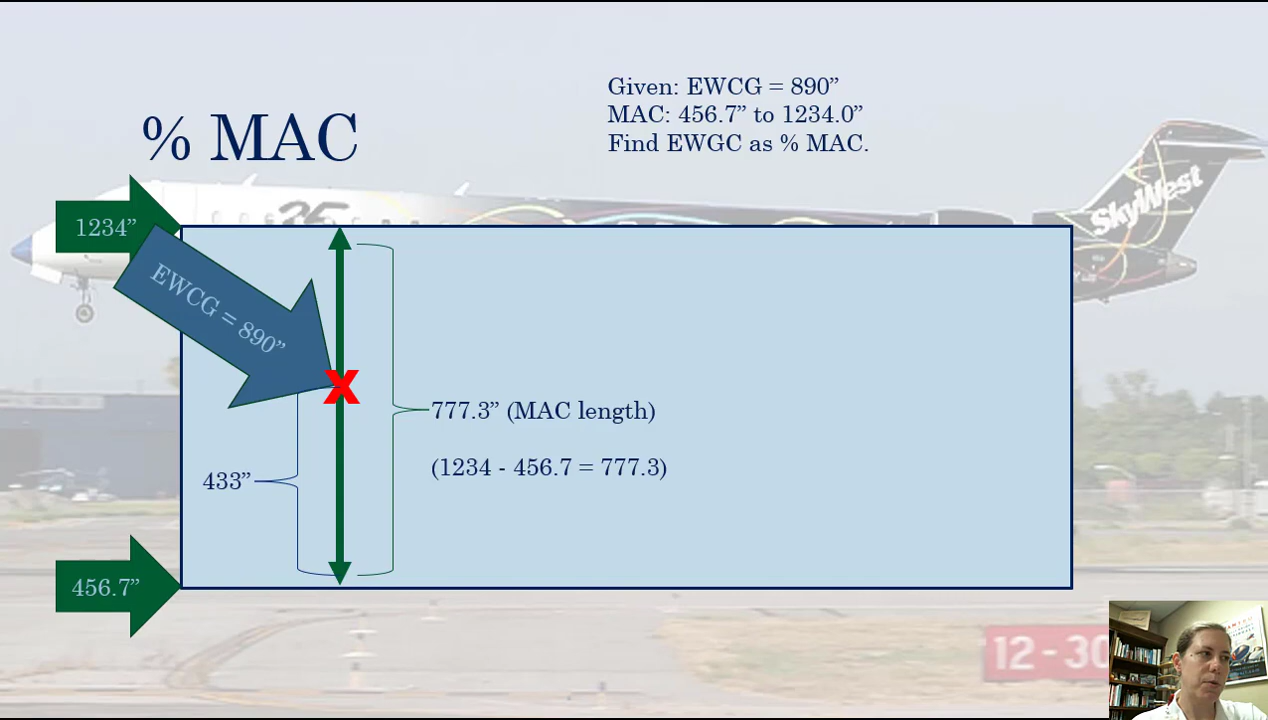 Given: EWCG = 890”
MAC: 456.7” to 1234.0”
Find EWGC as % MAC.
% MAC
SkyWest
1234”
EWCG = 890”
777.3” (MAC length)
(1234 - 456.7 = 777.3)
433”
456.7”
12-30